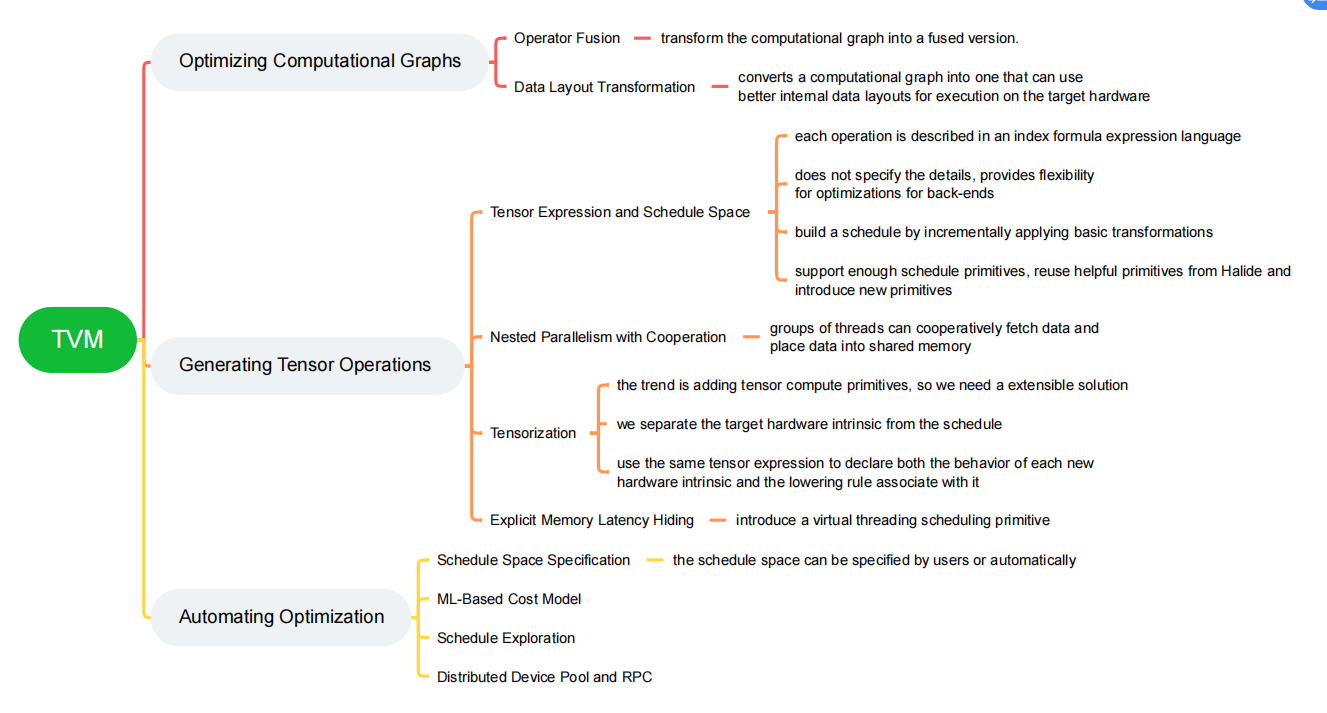 TVM
Optimizing Computational Graphs
Operator Fusion
transform the computational graph into a fused version.
Data Layout Transformation
converts a computational graph into one that can use
better internal data layouts for execution on the target hardware
Generating Tensor Operations
Tensor Expression and Schedule Space
each operation is described in an index formula expression language
does not specify the details, provides flexibility
for optimizations for back-ends
build a schedule by incrementally applying basic transformations
support enough schedule primitives, reuse helpful primitives from Halide and
introduce new primitives
Nested Parallelism with Cooperation
groups of threads can cooperatively fetch data and
place data into shared memory
Tensorization
the trend is adding tensor compute primitives, so we need a extensible solution
we separate the target hardware intrinsic from the schedule
use the same tensor expression to declare both the behavior of each new
hardware intrinsic and the lowering rule associate with it
Explicit Memory Latency Hiding
introduce a virtual threading scheduling primitive
Automating Optimization
Schedule Space Specification
the schedule space can be specified by users or automatically
ML-Based Cost Model
Schedule Exploration
Distributed Device Pool and RPC